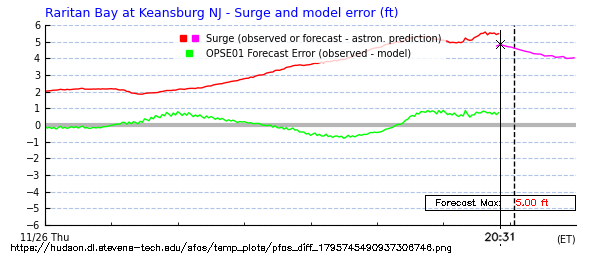 Raritan Bay at Keansburg NJ - Surge and model error (ft)
6
Surge (observed or forecast - astron. prediction)
5
OPSE01 Forecast Error (observed - model)
4
3
2
1
0
−1
−2
−3
−4
−5
Forecast Max: 5.00 ft
−6
11/26 Thu
20:31
(ET)
https://hudson.dl.stevens-tech.edu/sfas/temp_plots/pfas_diff_1795745490937306746.png